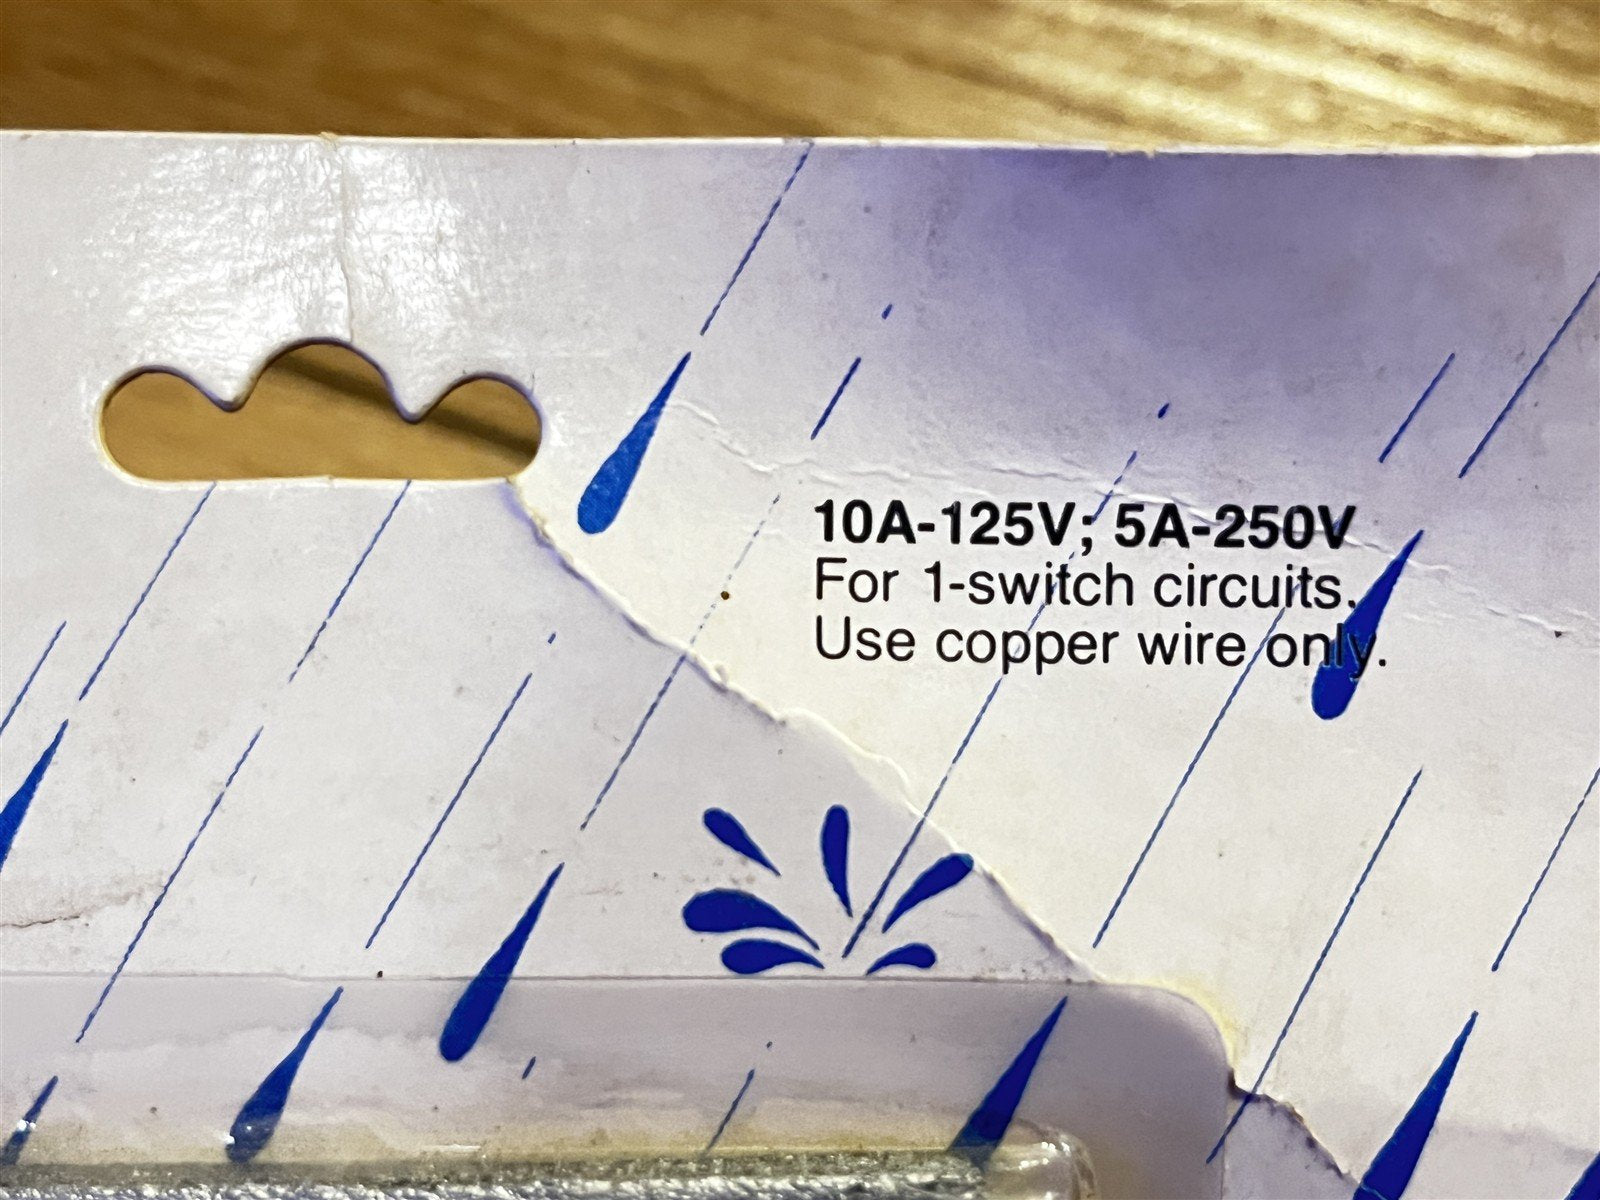 10A-125V; 5A-250V
For 1-switch circuits.
Use copper wire only.